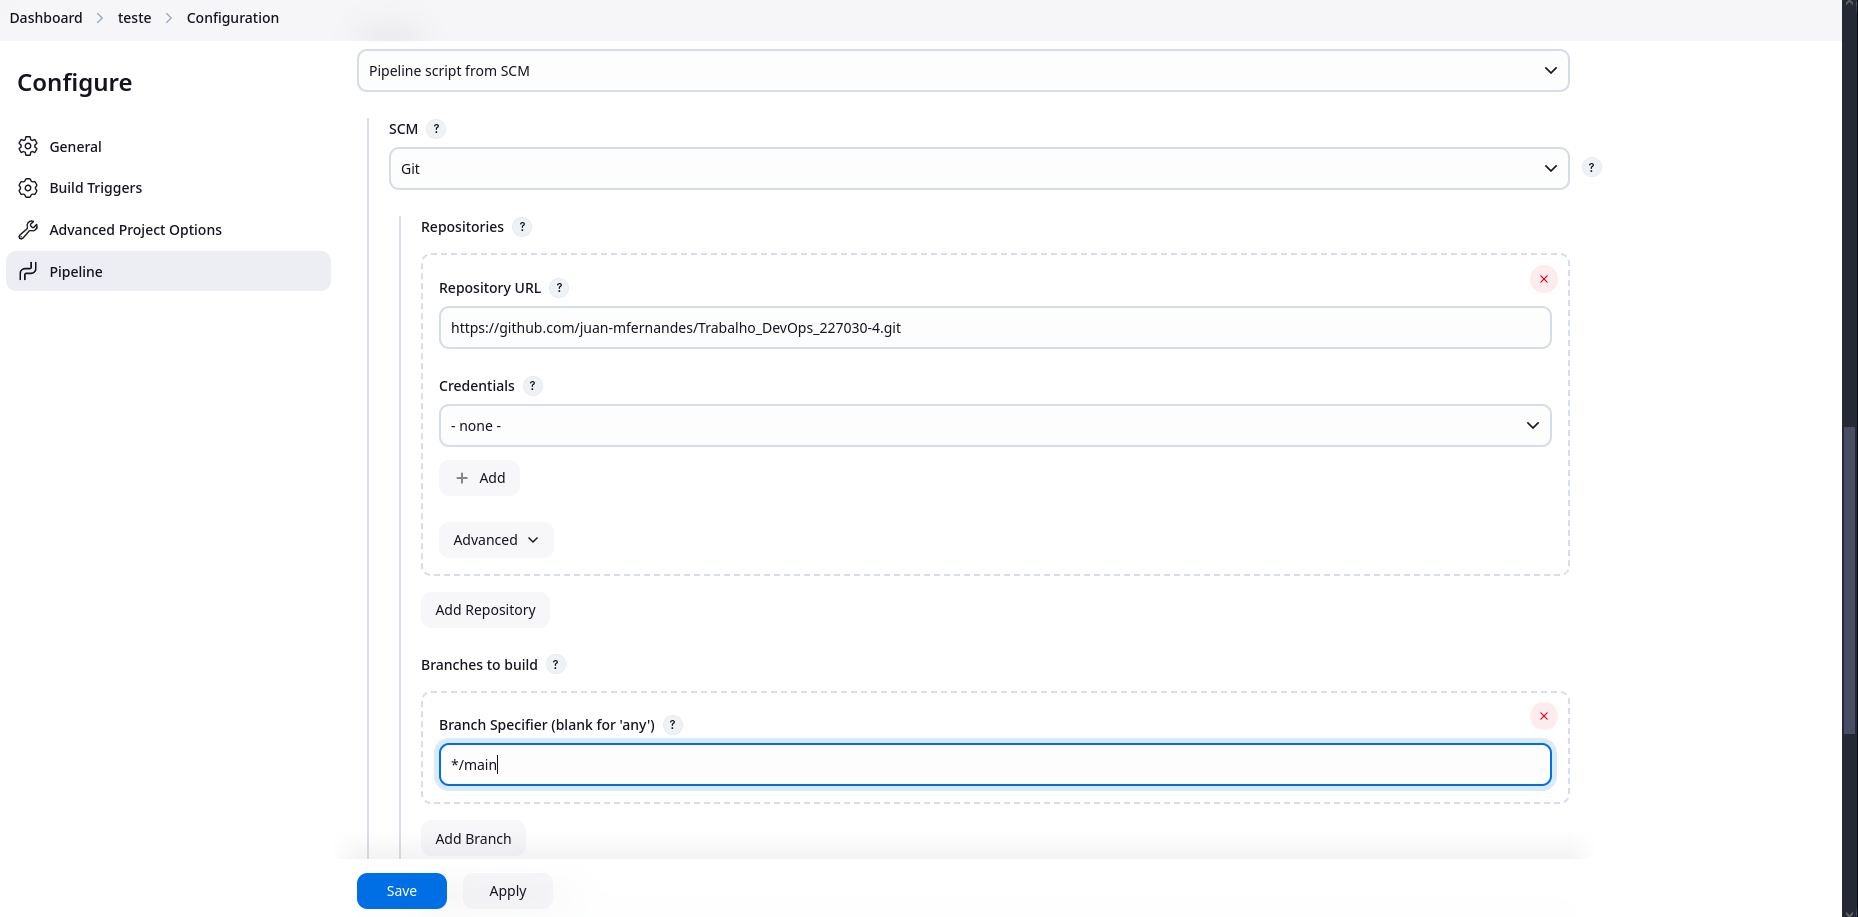 Dashboard > teste > Configuration
Configure
General
Build Triggers
Advanced Project Options
Pipeline
Pipeline script from SCM
SCM ?
Git
?
Repositories ?
Repository URL ?
https://github.com/juan-mfernandes/Trabalho_DevOps_227030-4.git
Credentials ?
- none -
+ Add
Advanced
Add Repository
Branches to build ?
Branch Specifier (blank for 'any') ?
*/main
Add Branch
Save Apply